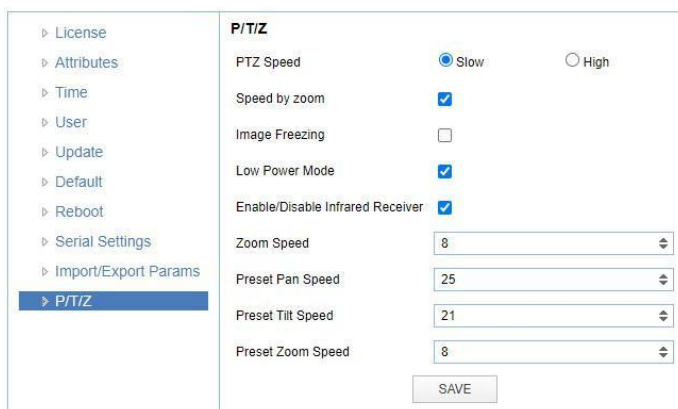 License
Attributes
Time
User
Update
Default
Reboot
Serial Settings
Import/Export Params
P/T/Z
P/T/Z
PTZ Speed Slow High
Speed by zoom
Image Freezing
Low Power Mode
Enable/Disable Infrared Receiver
Zoom Speed 8
Preset Pan Speed 25
Preset Tilt Speed 21
Preset Zoom Speed 8
SAVE